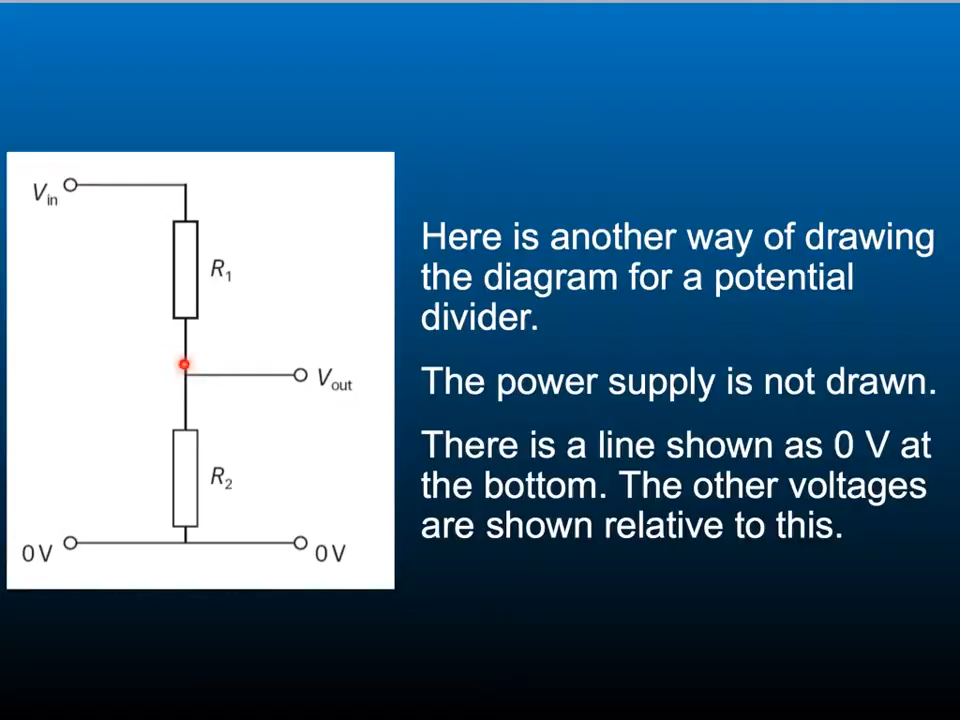 Vin
R1
Vout
R2
0V
0V
Here is another way of drawing
the diagram for a potential
divider.
The power supply is not drawn.
There is a line shown as 0 V at
the bottom. The other voltages
are shown relative to this.